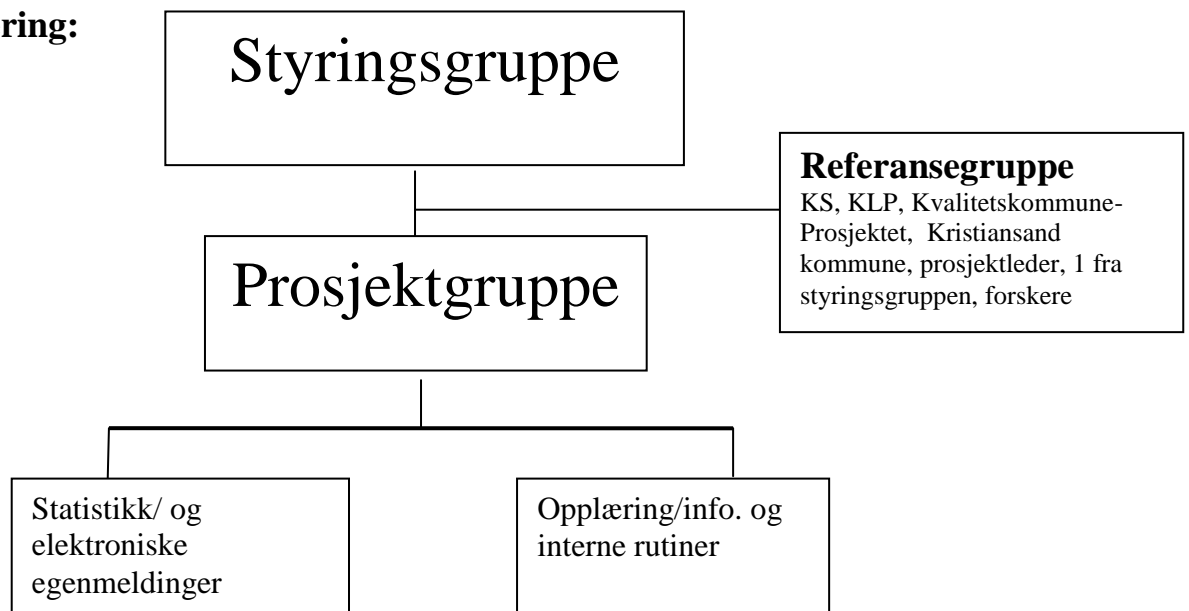 ring:
Styringsgruppe
Referansegruppe
KS, KLP, Kvalitetskommune-
Prosjektet, Kristiansand
kommune, prosjektleder, 1 fra
styringsgruppen, forskere
Prosjektgruppe
Statistikk/ og
elektroniske
egenmeldinger
Opplæring/info. og
interne rutiner